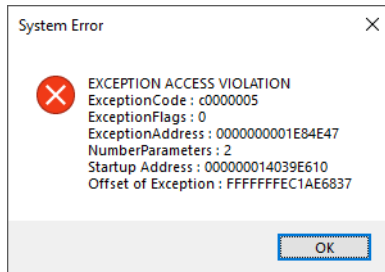 System Error
EXCEPTION ACCESS VIOLATION
ExceptionCode : c0000005
ExceptionFlags : 0
ExceptionAddress : 0000000001E84E47
NumberParameters : 2
Startup Address : 000000014039E610
Offset of Exception : FFFFFFFEC1AE6837
OK